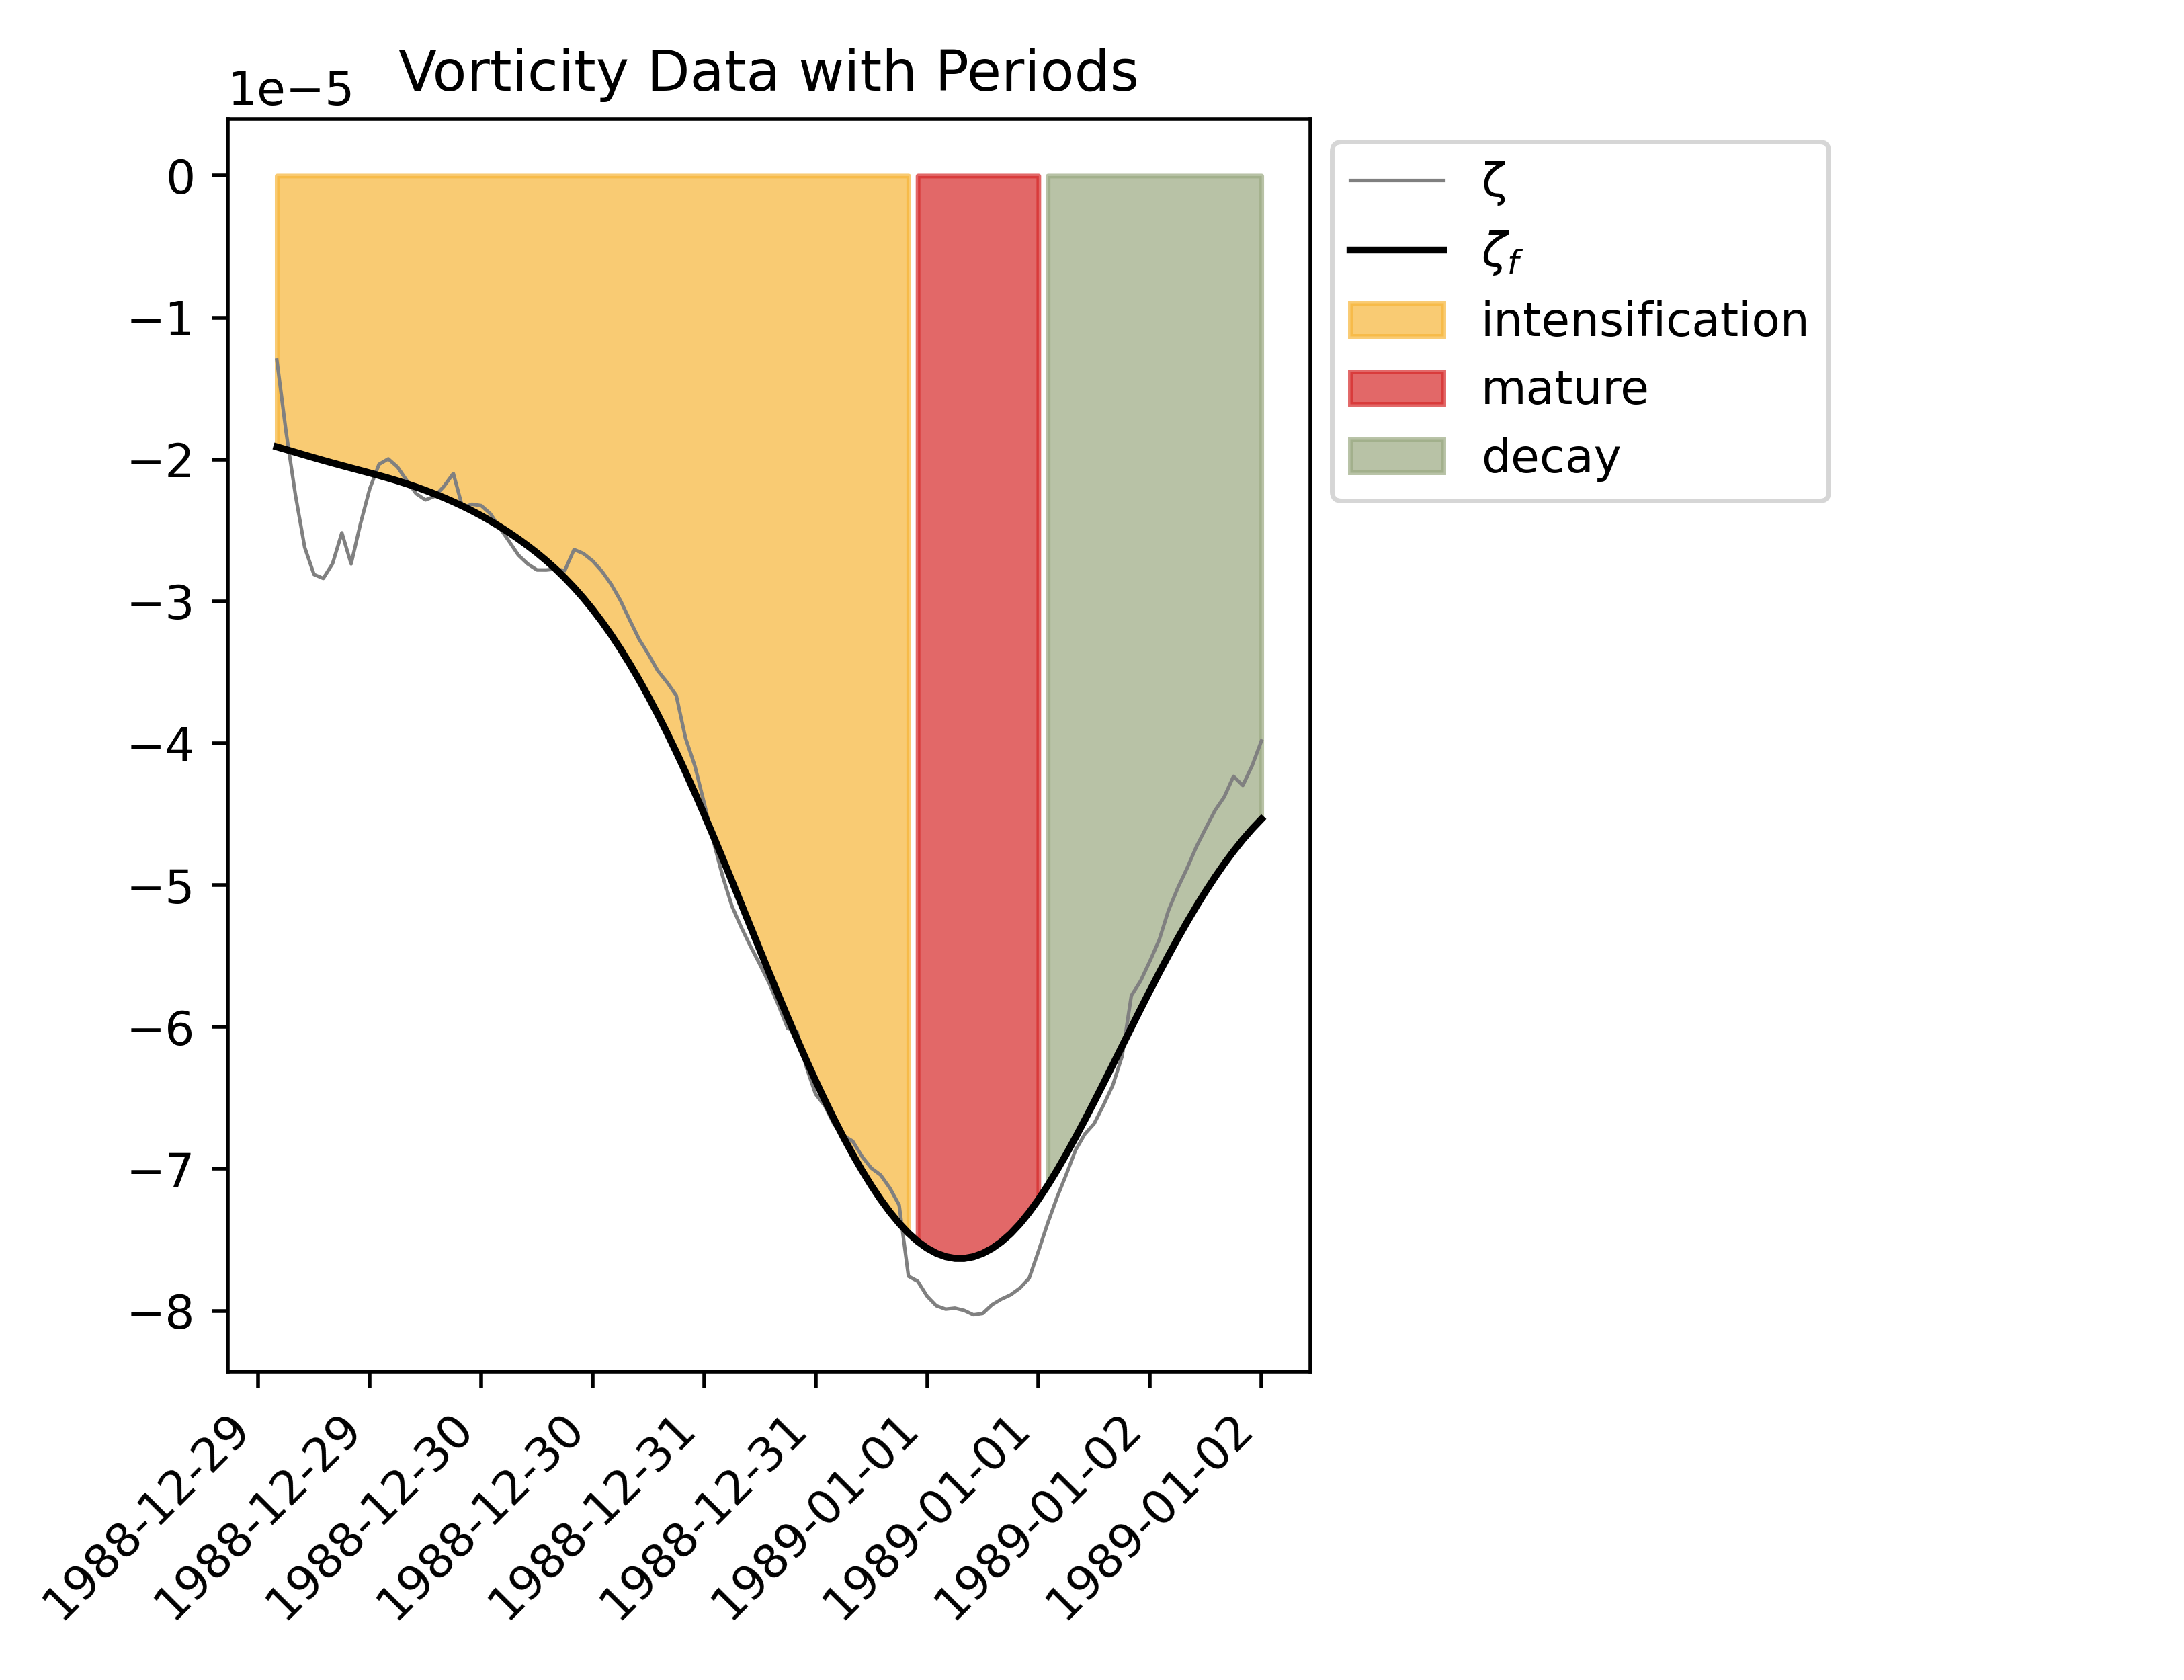 Vorticity Data with Periods
1e−5
0
−1
−2
−3
−4
−5
−6
−7
−8
1988-12-29
1988-12-29
1988-12-30
1988-12-30
1988-12-31
1988-12-31
1989-01-01
1989-01-01
1989-01-02
1989-01-02
ζ
ζf
intensification
mature
decay